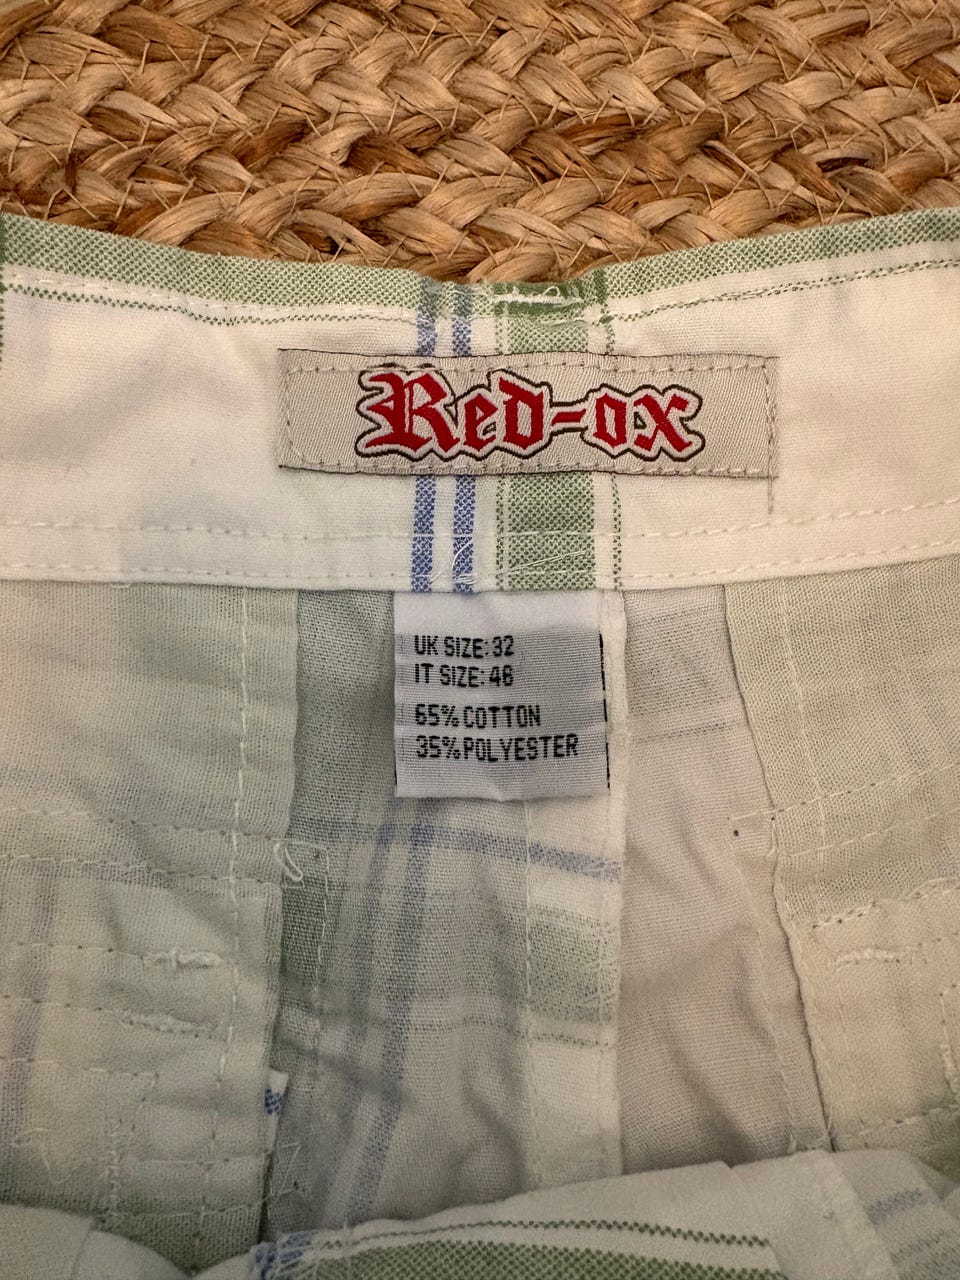 Red-ox
UK SIZE: 32
IT SIZE: 46
65% COTTON
35% POLYESTER